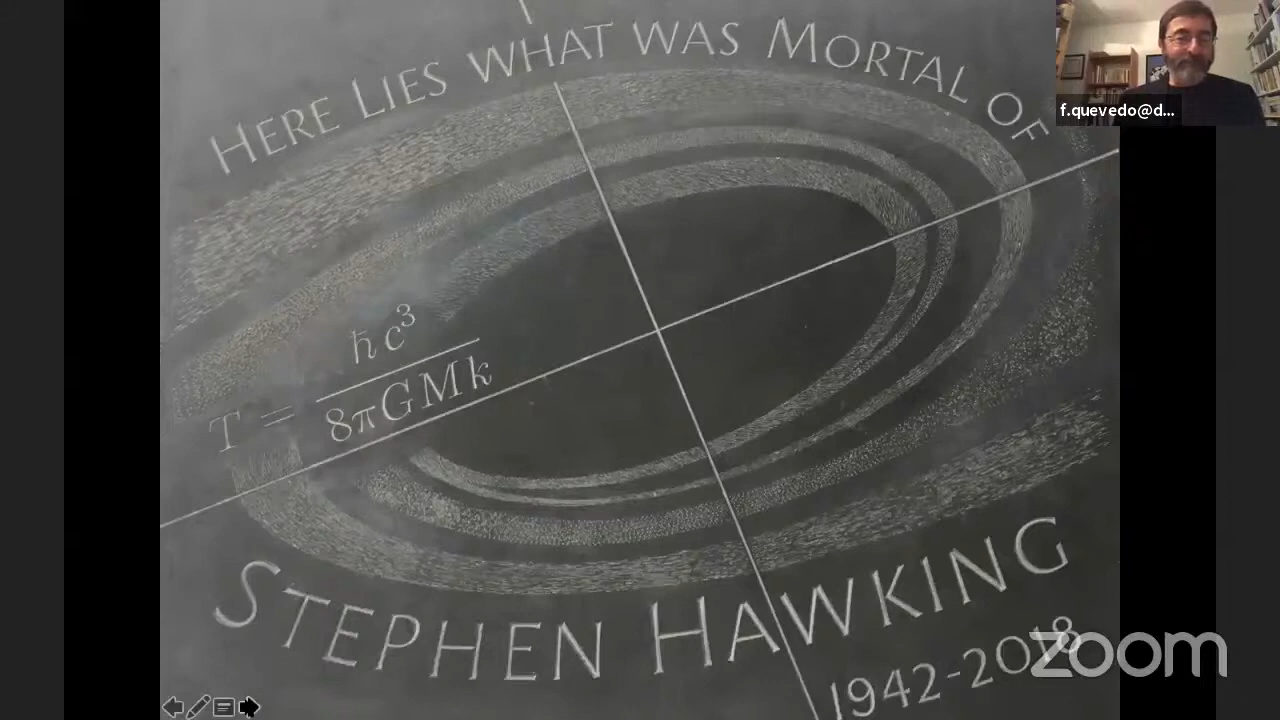 HERE LIES WHAT WAS MORTAL OF
f.quevedo@d...
T = ħc³ / 8πGMk
STEPHEN HAWKING
1942-2018
zoom